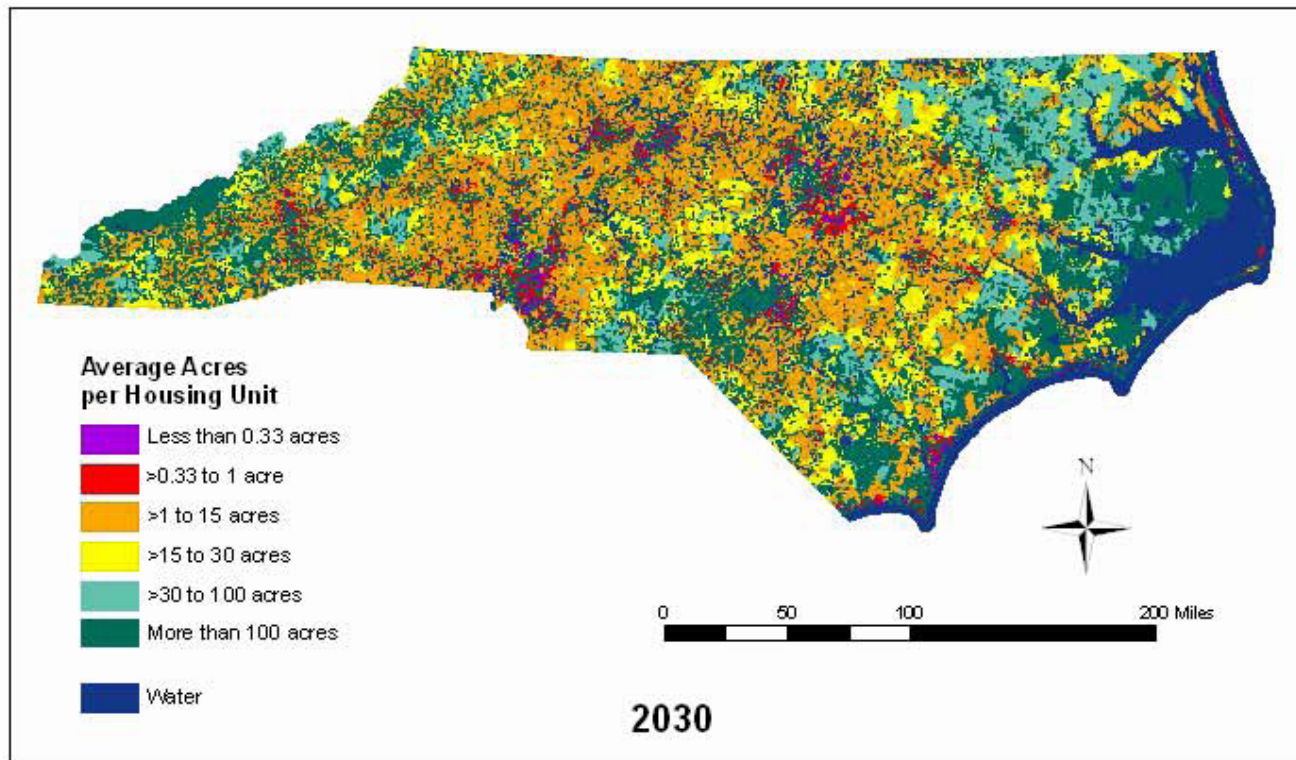 Average Acres
per Housing Unit
Less than 0.33 acres
>0.33 to 1 acre
>1 to 15 acres
>15 to 30 acres
>30 to 100 acres
More than 100 acres
Water
N
0 50 100 200 Miles
2030